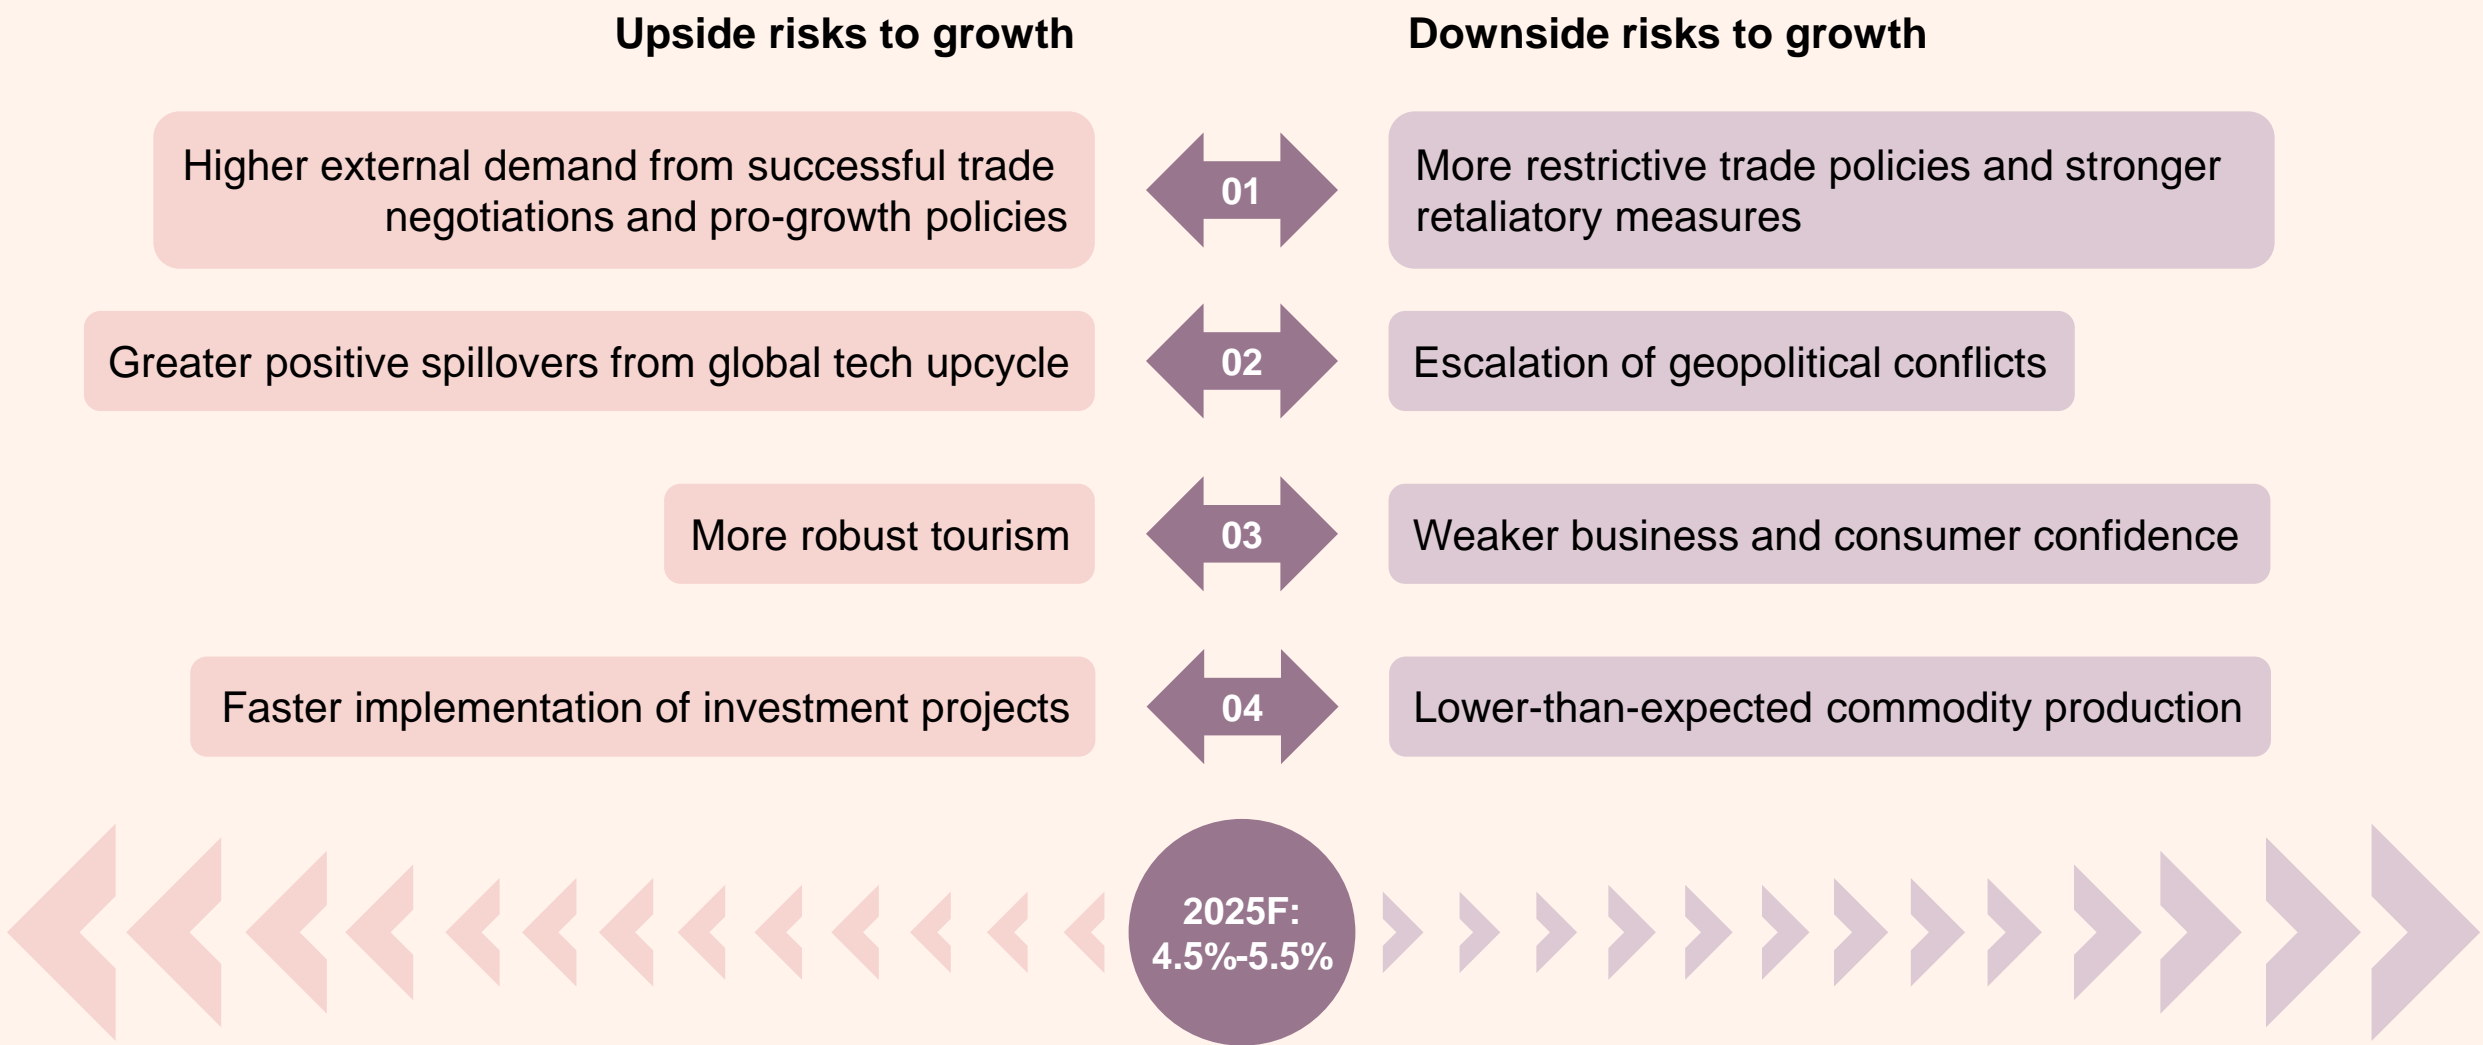 Upside risks to growth
Downside risks to growth
Higher external demand from successful trade
negotiations and pro-growth policies
01
More restrictive trade policies and stronger
retaliatory measures
Greater positive spillovers from global tech upcycle
02
Escalation of geopolitical conflicts
More robust tourism
03
Weaker business and consumer confidence
Faster implementation of investment projects
04
Lower-than-expected commodity production
2025F:
4.5%-5.5%